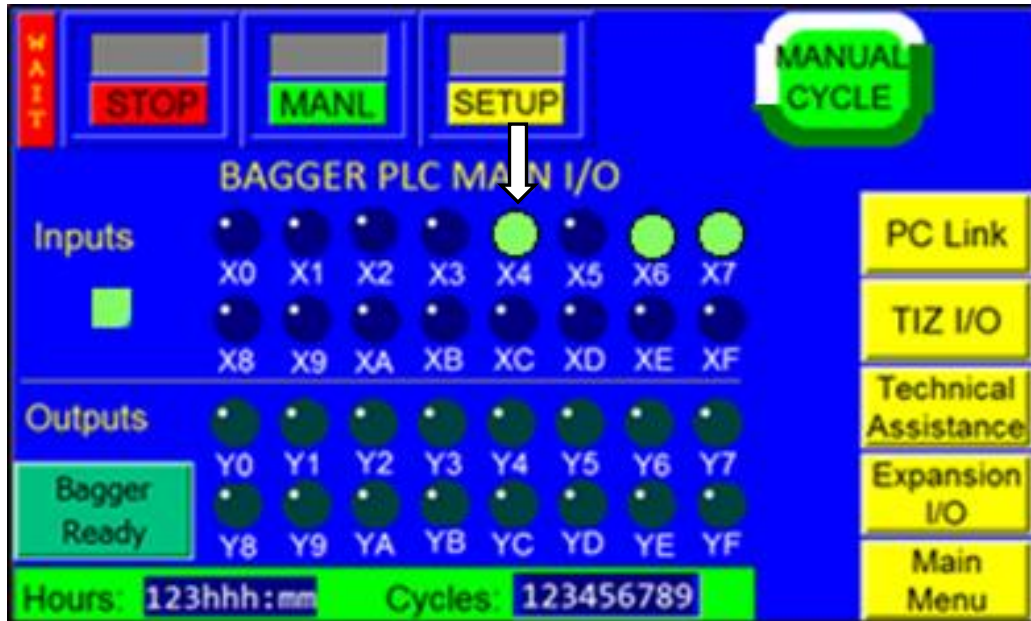 WAIT
STOP MANL SETUP
MANUAL
CYCLE
BAGGER PLC MAIN I/O
Inputs
X0 X1 X2 X3 X4 X5 X6 X7
X8 X9 XA XB XC XD XE XF
Outputs
Y0 Y1 Y2 Y3 Y4 Y5 Y6 Y7
Y8 Y9 YA YB YC YD YE YF
Bagger
Ready
Hours: 123hhh:mm Cycles: 123456789
PC Link
TIZ I/O
Technical
Assistance
Expansion
I/O
Main
Menu